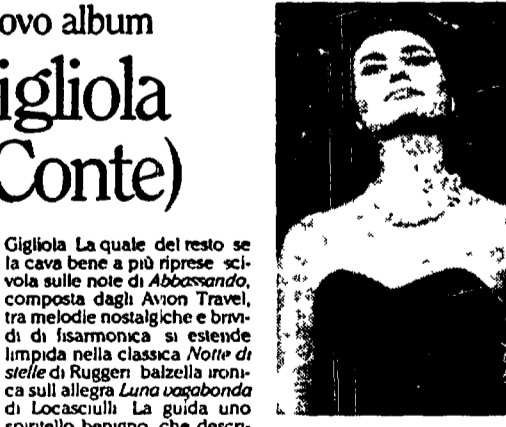 ovo album
igliola
Conte)
Gigliola La quale del resto se
la cava bene a più riprese sci-
vola sulle note di Abbassando,
composta dagli Avion Travel,
tra melodie nostalgiche e brivi-
di di fisarmonica si estende
limpida nella classica Notte di
stelle di Ruggeri balzella ironi-
ca sull allegra Luna vagabonda
di Locasciulli La guida uno
spiritello benigno che descri-